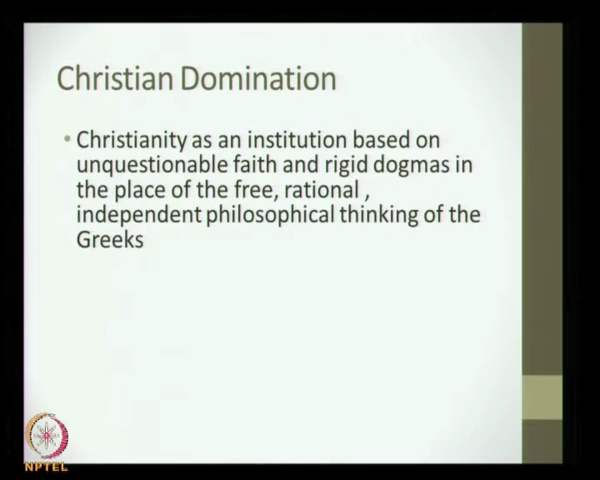 Christian Domination
• Christianity as an institution based on
unquestionable faith and rigid dogmas in
the place of the free, rational ,
independent philosophical thinking of the
Greeks
NPTEL